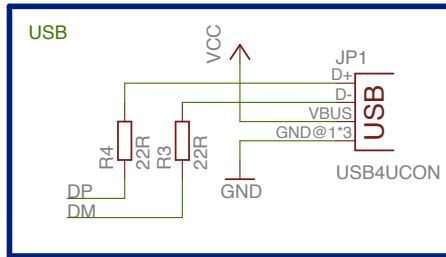 USB
VCC
JP1
D+
D-
VBUS
GND@1*3
USB
USB4UCON
R4
22R
R3
22R
GND
DP
DM